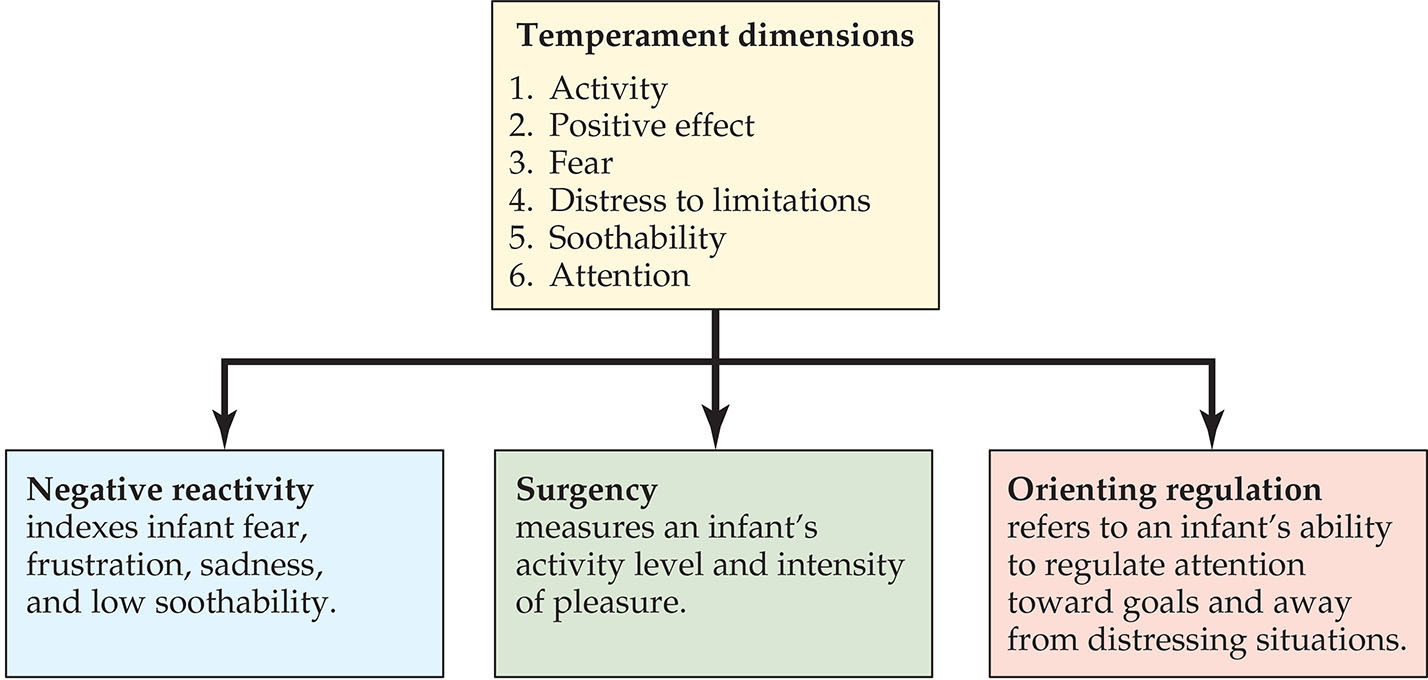 Temperament dimensions
1. Activity
2. Positive effect
3. Fear
4. Distress to limitations
5. Soothability
6. Attention
Negative reactivity
indexes infant fear,
frustration, sadness,
and low soothability.
Surgency
measures an infant’s
activity level and intensity
of pleasure.
Orienting regulation
refers to an infant’s ability
to regulate attention
toward goals and away
from distressing situations.